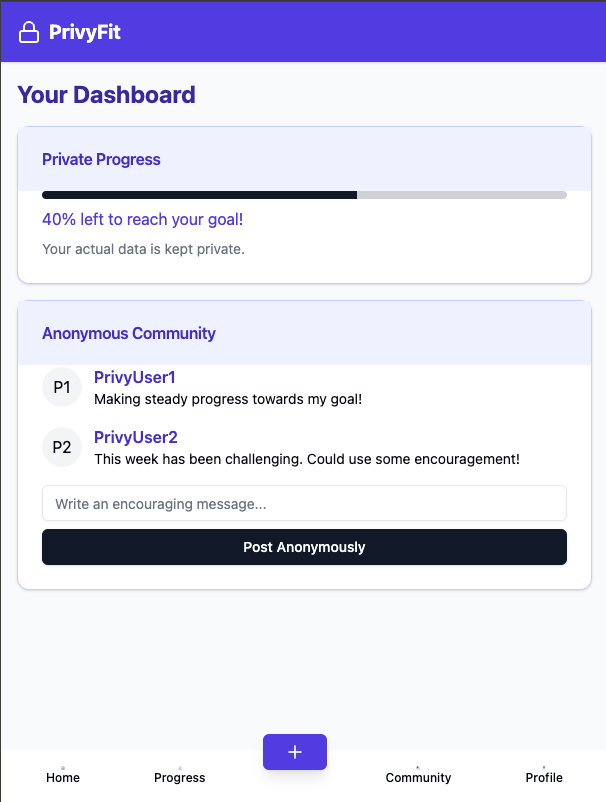 PrivyFit
Your Dashboard
Private Progress
40% left to reach your goal!
Your actual data is kept private.
Anonymous Community
P1
PrivyUser1
Making steady progress towards my goal!
P2
PrivyUser2
This week has been challenging. Could use some encouragement!
Write an encouraging message...
Post Anonymously
+
Home
Progress
Community
Profile